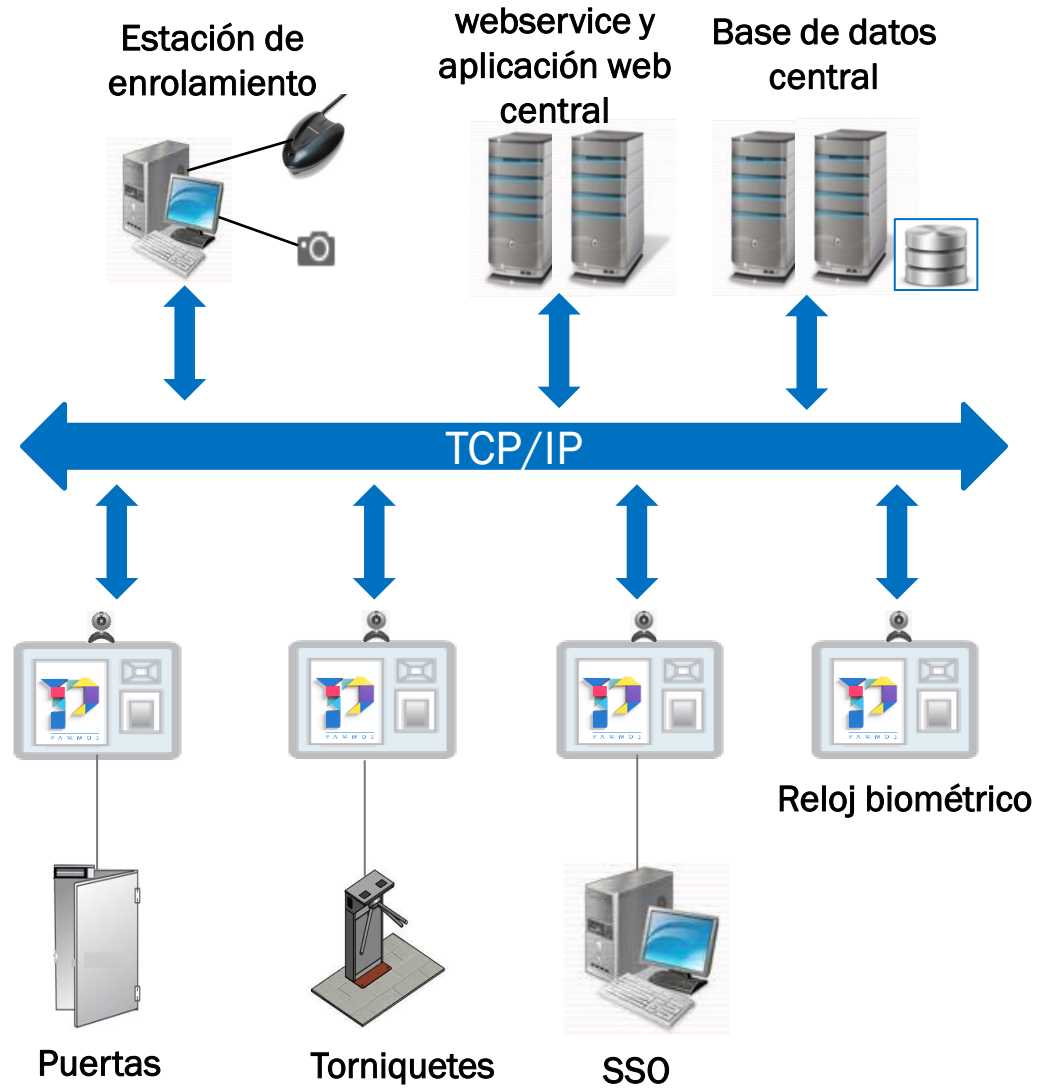 Estación de
enrolamiento
webservice y
aplicación web
central
Base de datos
central
TCP/IP
Reloj biométrico
Puertas
Torniquetes
SSO